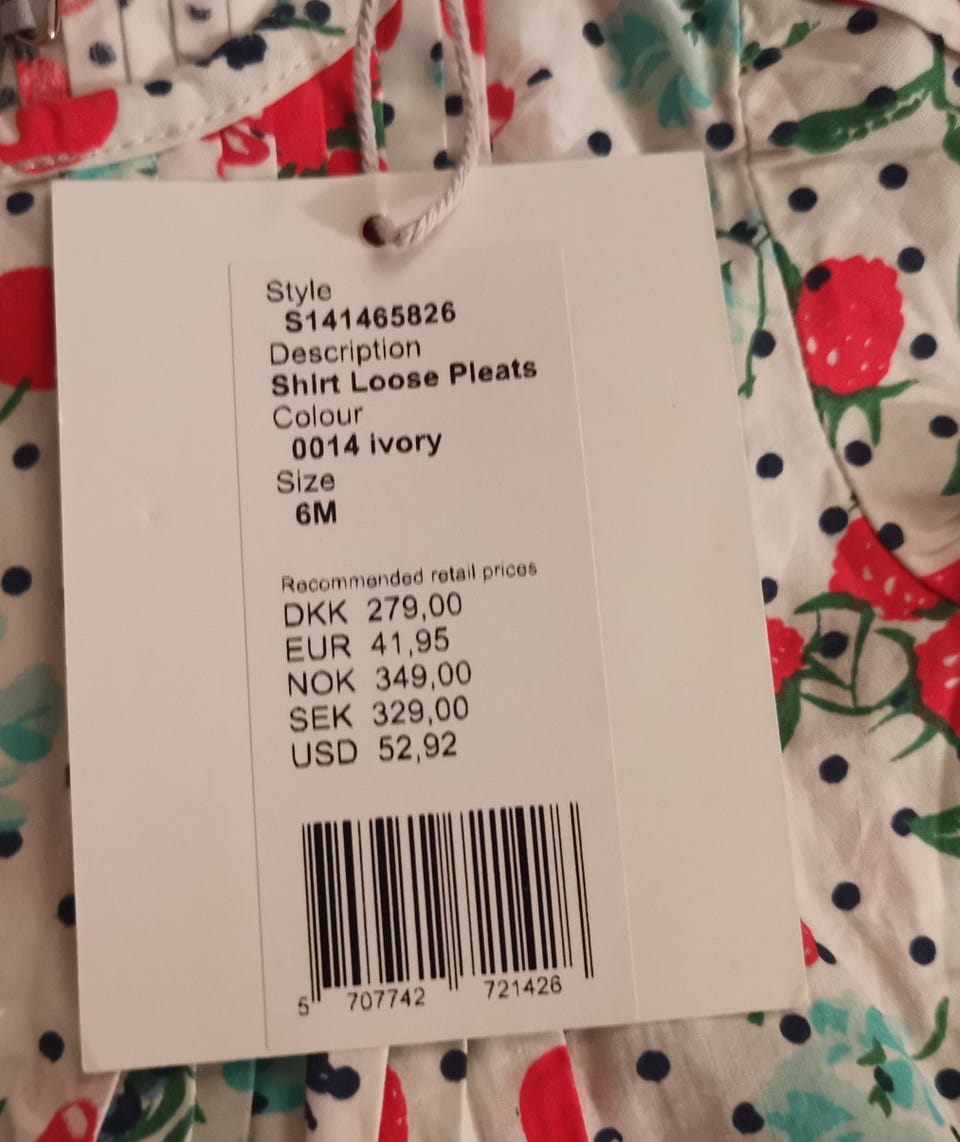 Style
S141465826
Description
Shirt Loose Pleats
Colour
0014 ivory
Size
6M
Recommended retail prices
DKK 279,00
EUR 41,95
NOK 349,00
SEK 329,00
USD 52,92
5 707742 721426